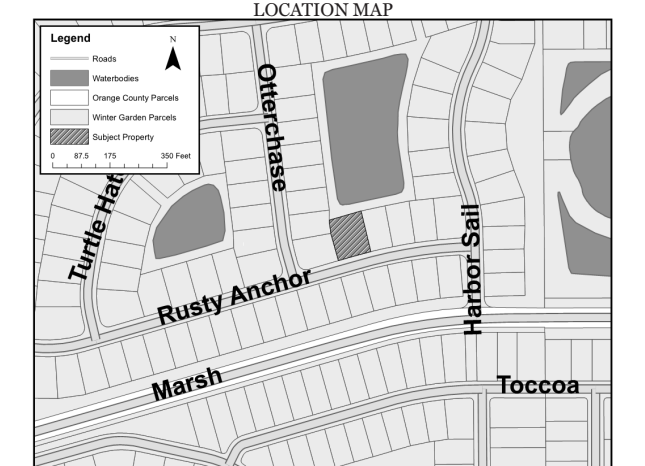 LOCATION MAP
Legend
N
Roads
Waterbodies
Orange County Parcels
Winter Garden Parcels
Subject Property
0 87.5 175 350 Feet
Otterchase
Turtle Hat
Rusty Anchor
Harbor Sail
Marsh
Toccoa